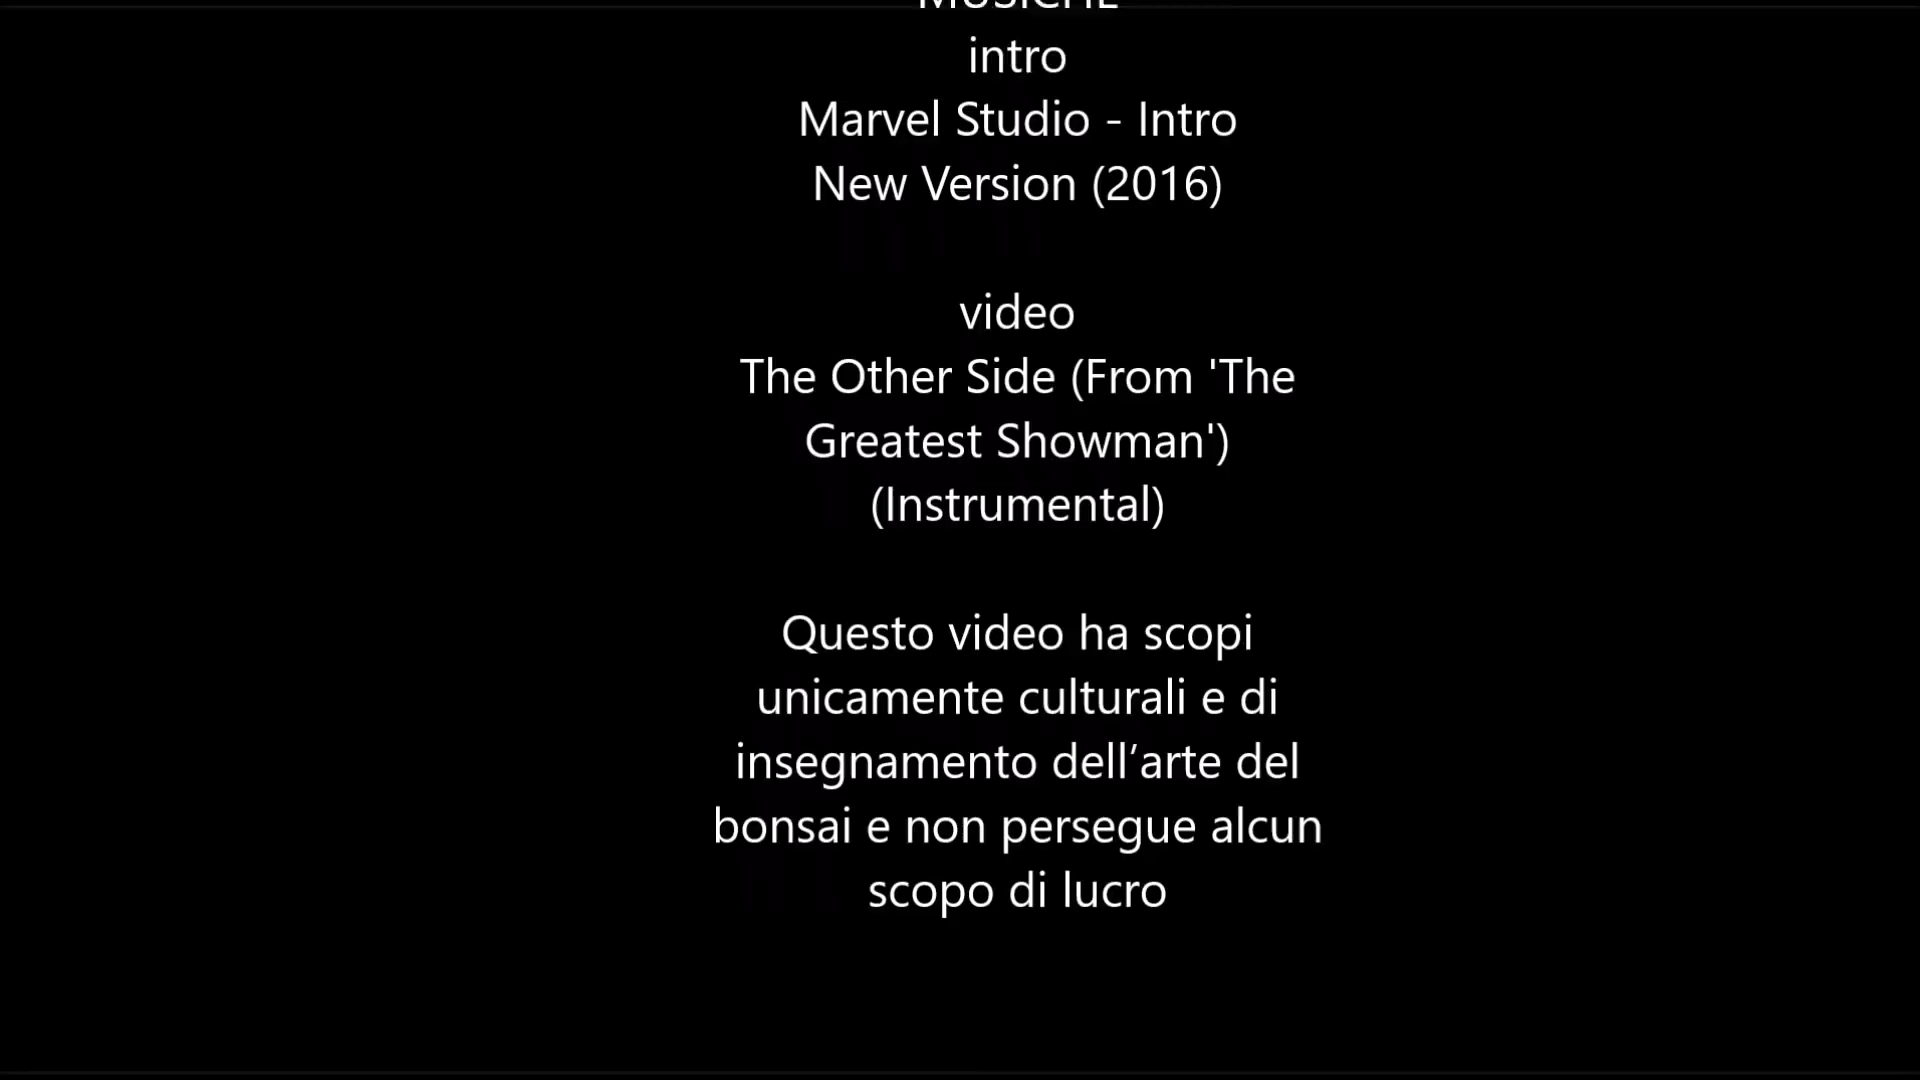 MUSICHE
intro
Marvel Studio - Intro
New Version (2016)
video
The Other Side (From 'The
Greatest Showman')
(Instrumental)
Questo video ha scopi
unicamente culturali e di
insegnamento dell’arte del
bonsai e non persegue alcun
scopo di lucro